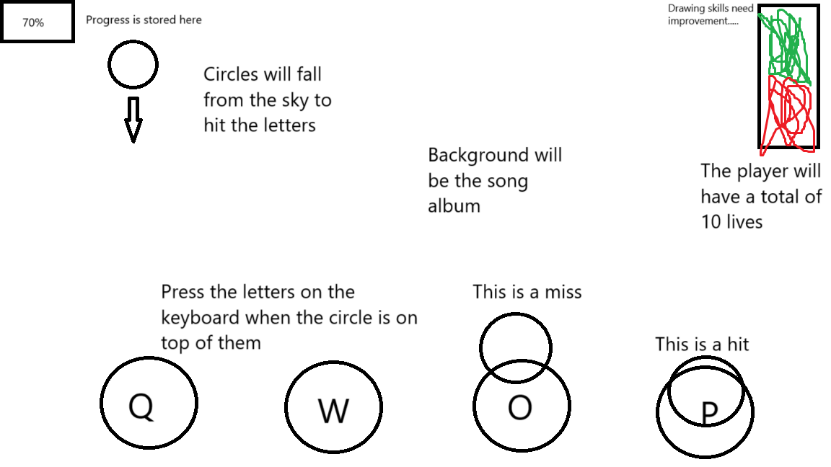 70%
Progress is stored here
Drawing skills need
improvement.....
Circles will fall
from the sky to
hit the letters
Background will
be the song
album
The player will
have a total of
10 lives
Press the letters on the
keyboard when the circle is on
top of them
This is a miss
This is a hit
Q
W
O
P